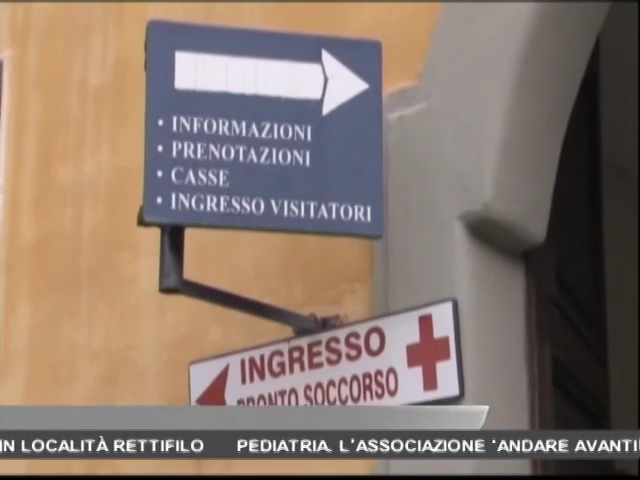 • INFORMAZIONI
• PRENOTAZIONI
• CASSE
• INGRESSO VISITATORI
INGRESSO
PRONTO SOCCORSO
IN LOCALITÀ RETTIFILO PEDIATRIA. L'ASSOCIAZIONE 'ANDARE AVANTI